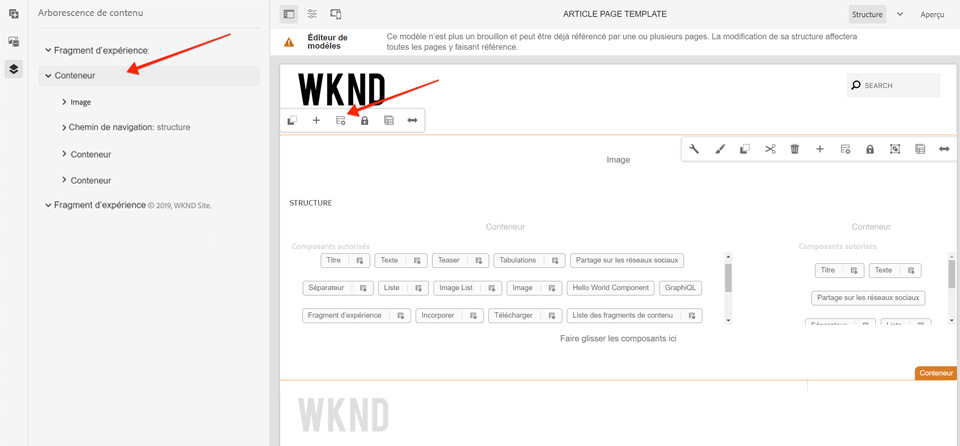 Arborescence de contenu
ARTICLE PAGE TEMPLATE
Structure
Aperçu
Éditeur de modèles
Ce modèle n'est plus un brouillon et peut être déjà référencé par une ou plusieurs pages. La modification de sa structure affectera
toutes les pages y faisant référence.
Fragment d'expérience:
Conteneur
Image
Chemin de navigation: structure
Conteneur
Conteneur
Fragment d'expérience © 2019, WKND Site.
WKND
SEARCH
Image
STRUCTURE
Conteneur
Conteneur
Composants autorisés
Composants autorisés
Titre Texte Teaser Tabulations Partage sur les réseaux sociaux
Titre Texte
Séparateur Liste Image List Image Hello World Component GraphiQL
Partage sur les réseaux sociaux
Fragment d'expérience Incorporer Télécharger Liste des fragments de contenu
Séparateur Liste
Faire glisser les composants ici
Conteneur
WKND